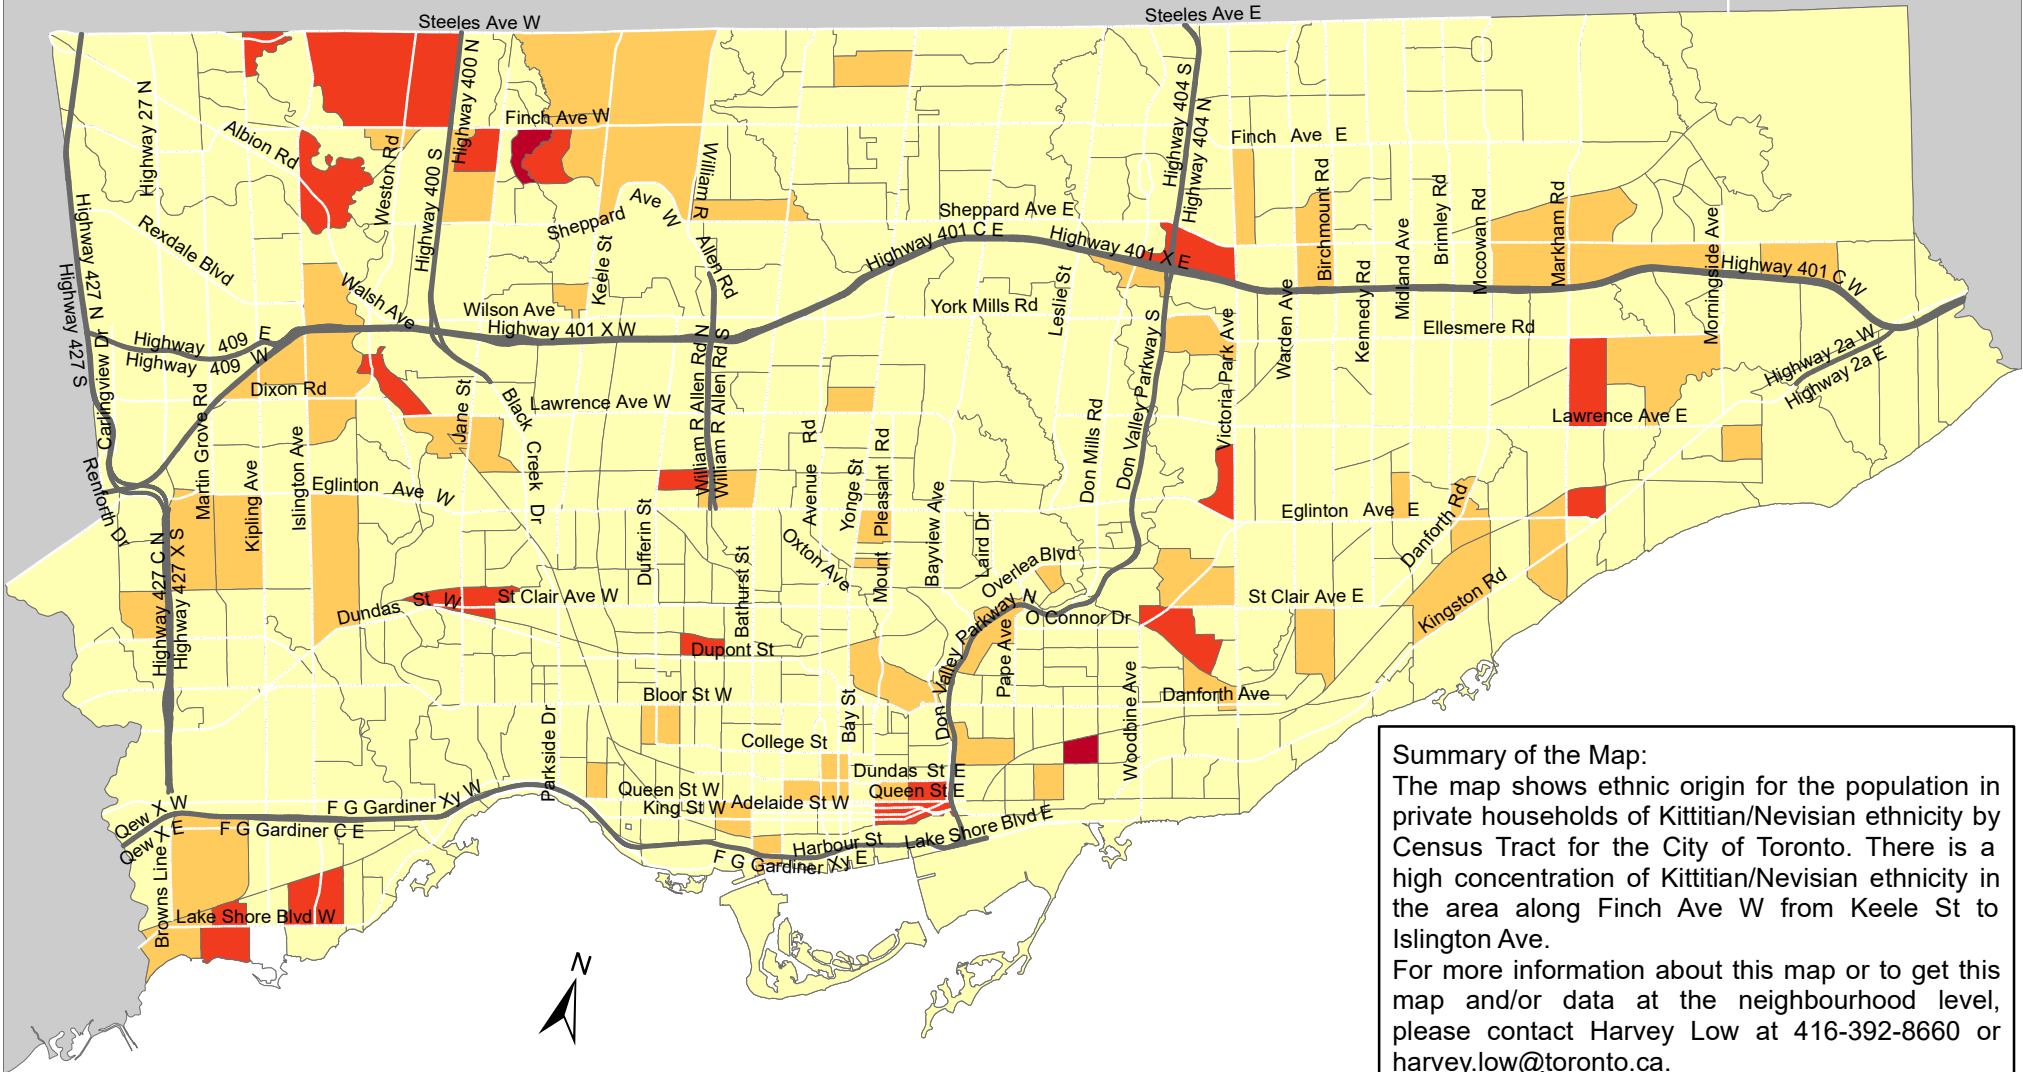 Steeles Ave W
Steeles Ave E
Highway 27 N
Albion Rd
Weston Rd
Highway 400 N
Highway 400 S
Finch Ave W
William R
Allen Rd
Sheppard Ave W
Keele St
Sheppard Ave E
Highway 401 C E
Highway 401 X E
Highway 404 S
Highway 404 N
Finch Ave E
Birchmount Rd
Midland Ave
Brimley Rd
Mccowan Rd
Markham Rd
Morningside Ave
Highway 401 C W
Highway 427 N
Highway 427 S
Rexdale Blvd
Walsh Ave
Wilson Ave
Highway 401 X W
York Mills Rd
Leslie St
Ellesmere Rd
Warden Ave
Kennedy Rd
Victoria Park Ave
Highway 2a W
Highway 2a E
Highway 409 E
Highway 409 W
Carlingview Dr
Dixon Rd
Martin Grove Rd
Kipling Ave
Islington Ave
Jane St
Black Creek Dr
Lawrence Ave W
William R Allen Rd N
William R Allen Rd S
Avenue Rd
Yonge St
Mount Pleasant Rd
Bayview Ave
Laird Dr
Don Mills Rd
Don Valley Parkway S
Lawrence Ave E
Renforth Dr
Eglinton Ave W
Eglinton Ave E
Danforth Rd
Kingston Rd
Highway 427 C N
Highway 427 X S
Dufferin St
Bathurst St
Oxton Ave
Overlea Blvd
Dundas St W
St Clair Ave W
St Clair Ave E
O Connor Dr
Don Valley Parkway N
Pape Ave
Dupont St
Bloor St W
Bay St
Woodbine Ave
Danforth Ave
Parkside Dr
College St
Dundas St E
Queen St W
Queen St E
King St W
Adelaide St W
Qew X W
Qew X E
F G Gardiner Xy W
F G Gardiner C E
Harbour St
Lake Shore Blvd E
F G Gardiner Xy E
Browns Line
Lake Shore Blvd W
N
Summary of the Map:
The map shows ethnic origin for the population in
private households of Kittitian/Nevisian ethnicity by
Census Tract for the City of Toronto. There is a
high concentration of Kittitian/Nevisian ethnicity in
the area along Finch Ave W from Keele St to
Islington Ave.
For more information about this map or to get this
map and/or data at the neighbourhood level,
please contact Harvey Low at 416-392-8660 or
harvey.low@toronto.ca.